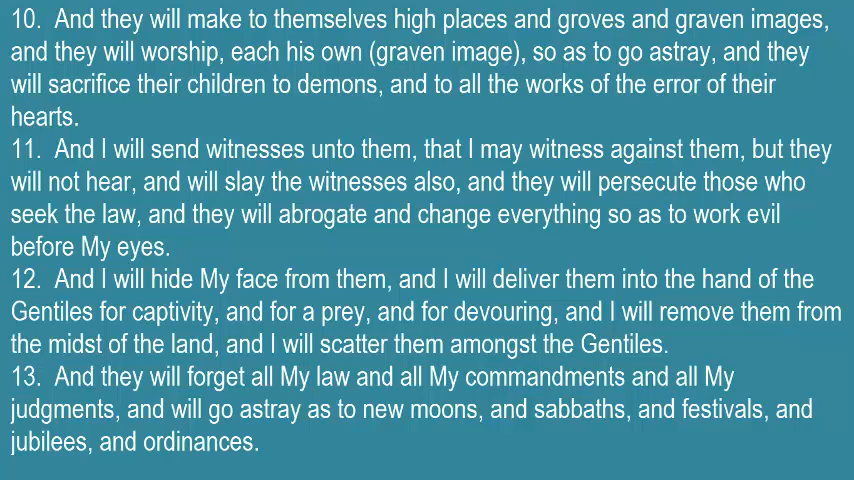 10.  And they will make to themselves high places and groves and graven images,
and they will worship, each his own (graven image), so as to go astray, and they
will sacrifice their children to demons, and to all the works of the error of their
hearts.
11.  And I will send witnesses unto them, that I may witness against them, but they
will not hear, and will slay the witnesses also, and they will persecute those who
seek the law, and they will abrogate and change everything so as to work evil
before My eyes.
12.  And I will hide My face from them, and I will deliver them into the hand of the
Gentiles for captivity, and for a prey, and for devouring, and I will remove them from
the midst of the land, and I will scatter them amongst the Gentiles.
13.  And they will forget all My law and all My commandments and all My
judgments, and will go astray as to new moons, and sabbaths, and festivals, and
jubilees, and ordinances.